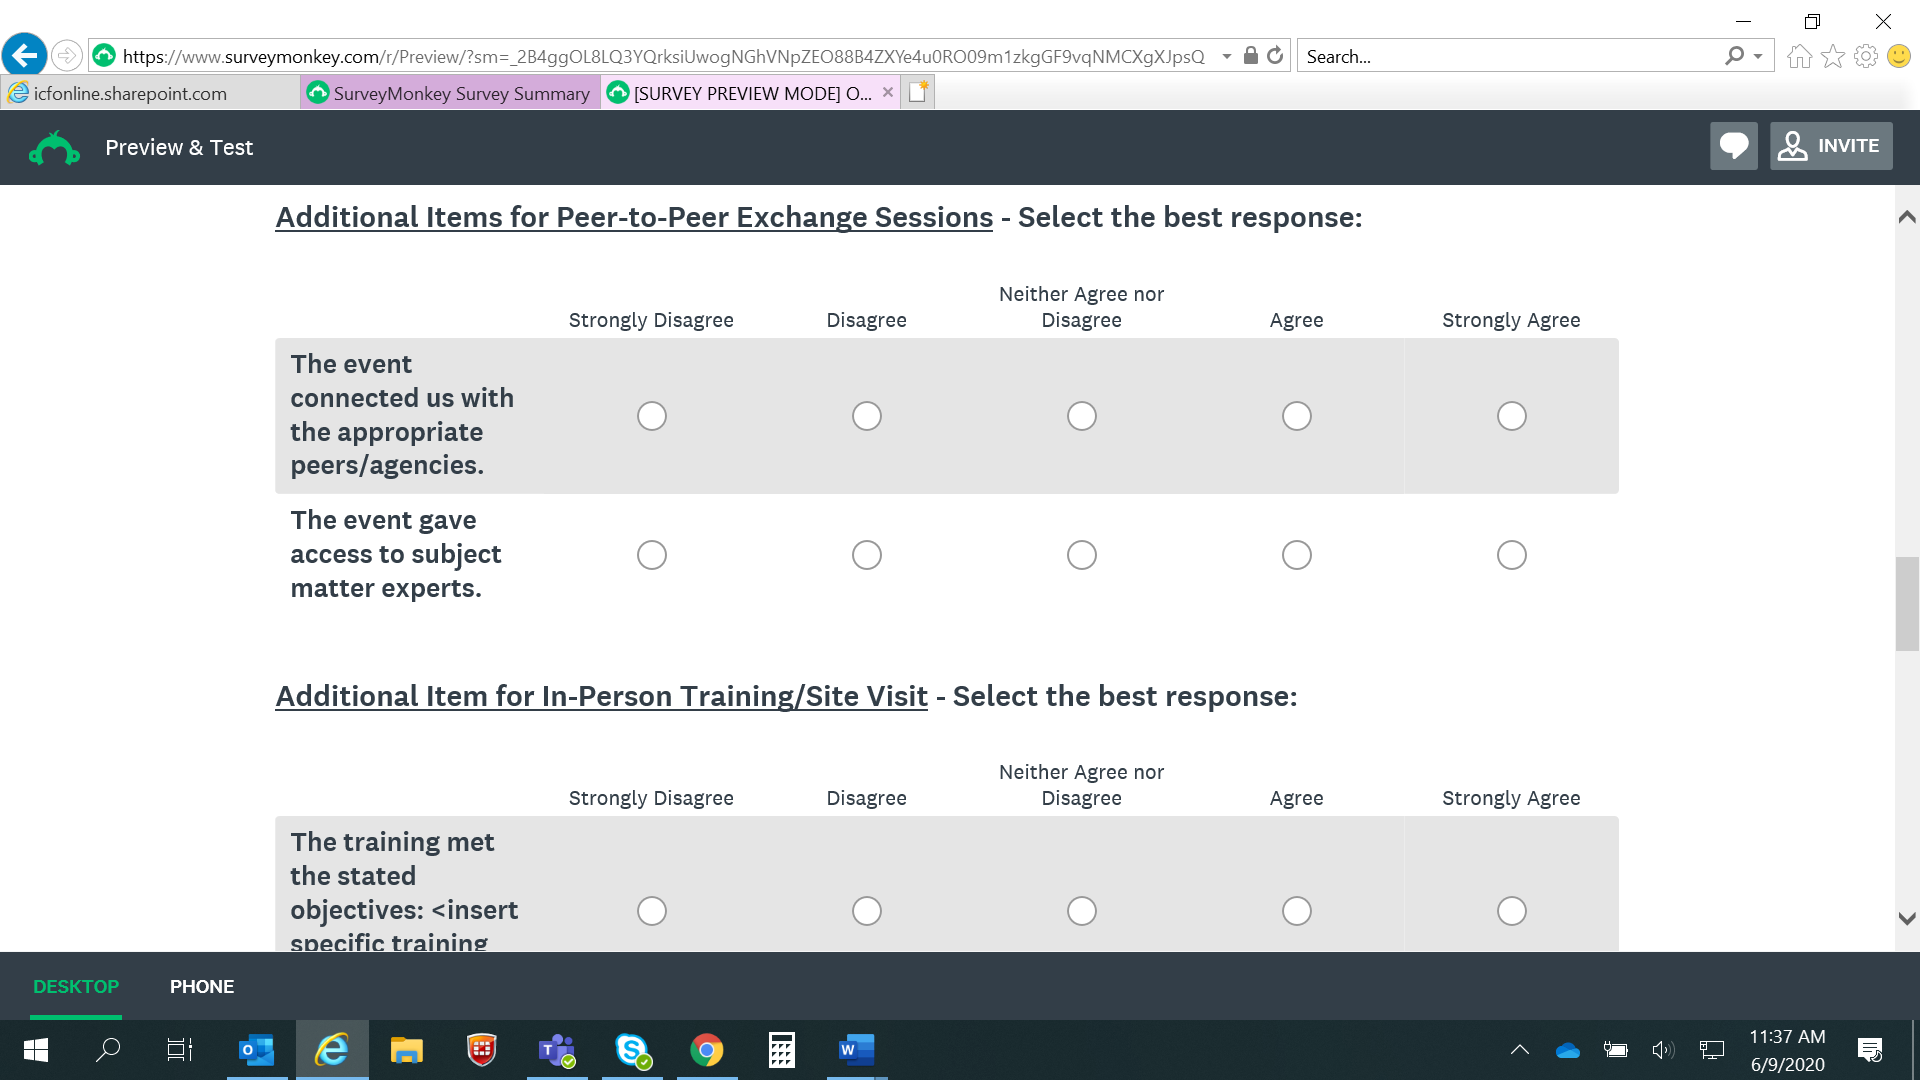 https://www.surveymonkey.com/r/Preview/?sm=_2B4ggOL8LQ3YQrksiUwogNGhVNpZEO88B4ZXYe4u0RO09m1zkgGF9vqNMCXgXJpsQ
Search...
icfonline.sharepoint.com
SurveyMonkey Survey Summary
[SURVEY PREVIEW MODE] O...
Preview & Test
INVITE
Additional Items for Peer-to-Peer Exchange Sessions - Select the best response:
Neither Agree nor
Strongly Disagree Disagree Disagree Agree Strongly Agree
The event
connected us with
the appropriate
peers/agencies.
The event gave
access to subject
matter experts.
Additional Item for In-Person Training/Site Visit - Select the best response:
Neither Agree nor
Strongly Disagree Disagree Disagree Agree Strongly Agree
The training met
the stated
objectives: <insert
specific training
DESKTOP PHONE
11:37 AM
6/9/2020